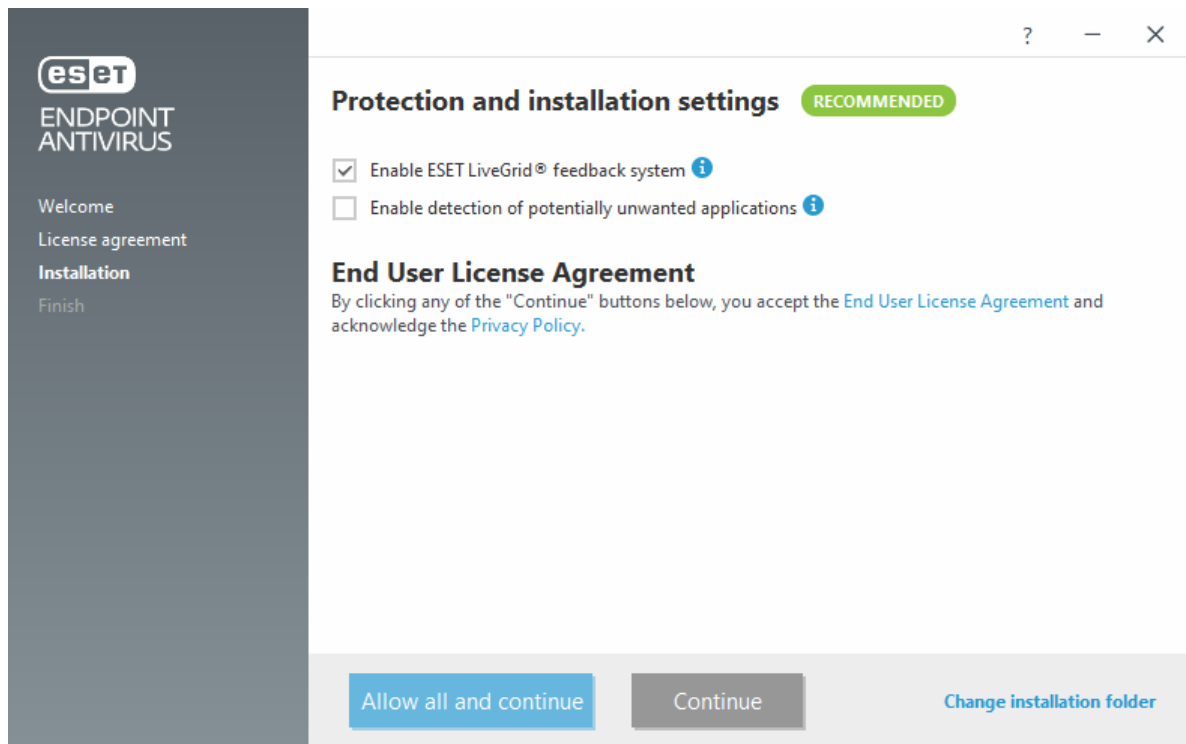 eset
ENDPOINT
ANTIVIRUS
Welcome
License agreement
Installation
Finish
?
Protection and installation settings RECOMMENDED
Enable ESET LiveGrid® feedback system i
Enable detection of potentially unwanted applications i
End User License Agreement
By clicking any of the "Continue" buttons below, you accept the End User License Agreement and
acknowledge the Privacy Policy.
Allow all and continue Continue Change installation folder